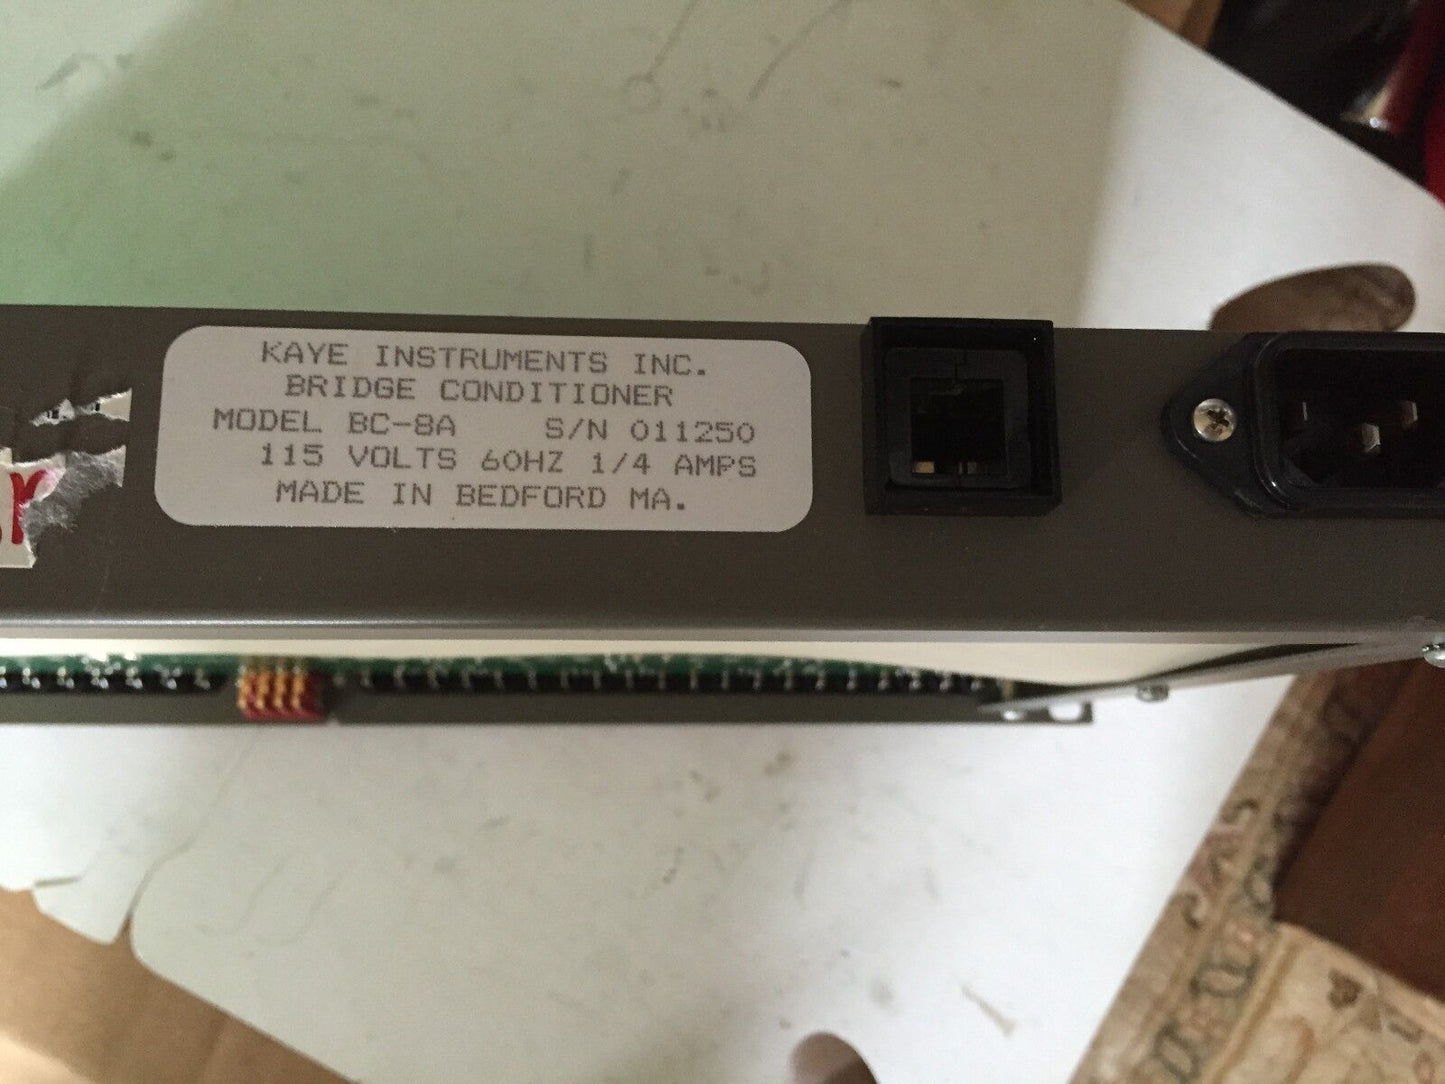 KAYE INSTRUMENTS INC.
BRIDGE CONDITIONER
MODEL BC-8A S/N 011250
115 VOLTS 60HZ 1/4 AMPS
MADE IN BEDFORD MA.